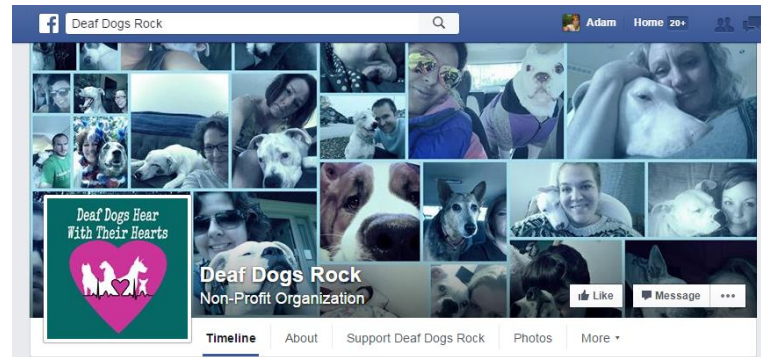 f Deaf Dogs Rock Adam Home 20+
Deaf Dogs Hear
With Their Hearts
Deaf Dogs Rock
Non-Profit Organization
Like Message •••
Timeline About Support Deaf Dogs Rock Photos More